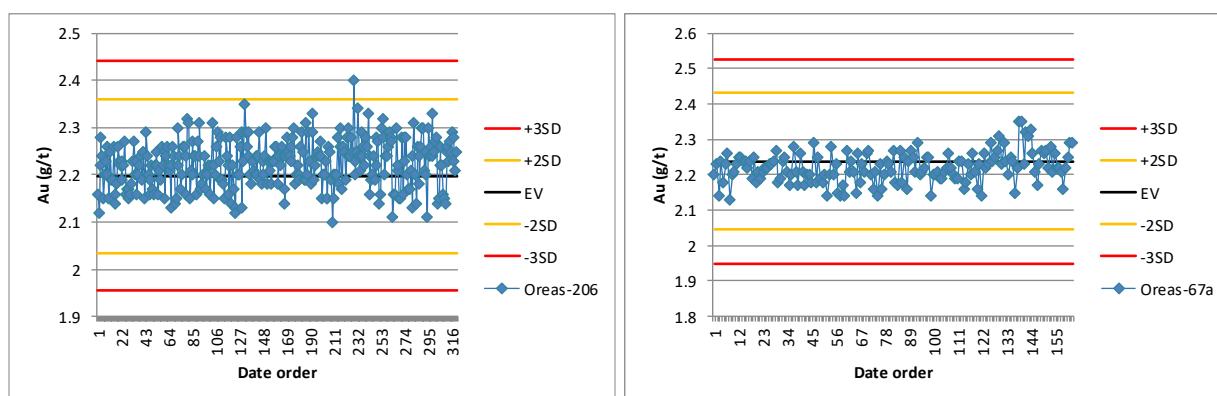 2.5
2.4
2.3
2.2
2.1
2
1.9
Au (g/t)
1 22 43 64 85 106 127 148 169 190 211 232 253 274 295 316
Date order
+3SD
+2SD
EV
-2SD
-3SD
Oreas-206
2.6
2.5
2.4
2.3
2.2
2.1
2
1.9
1.8
Au (g/t)
1 12 23 34 45 56 67 78 89 100 111 122 133 144 155
Date order
+3SD
+2SD
EV
-2SD
-3SD
Oreas-67a